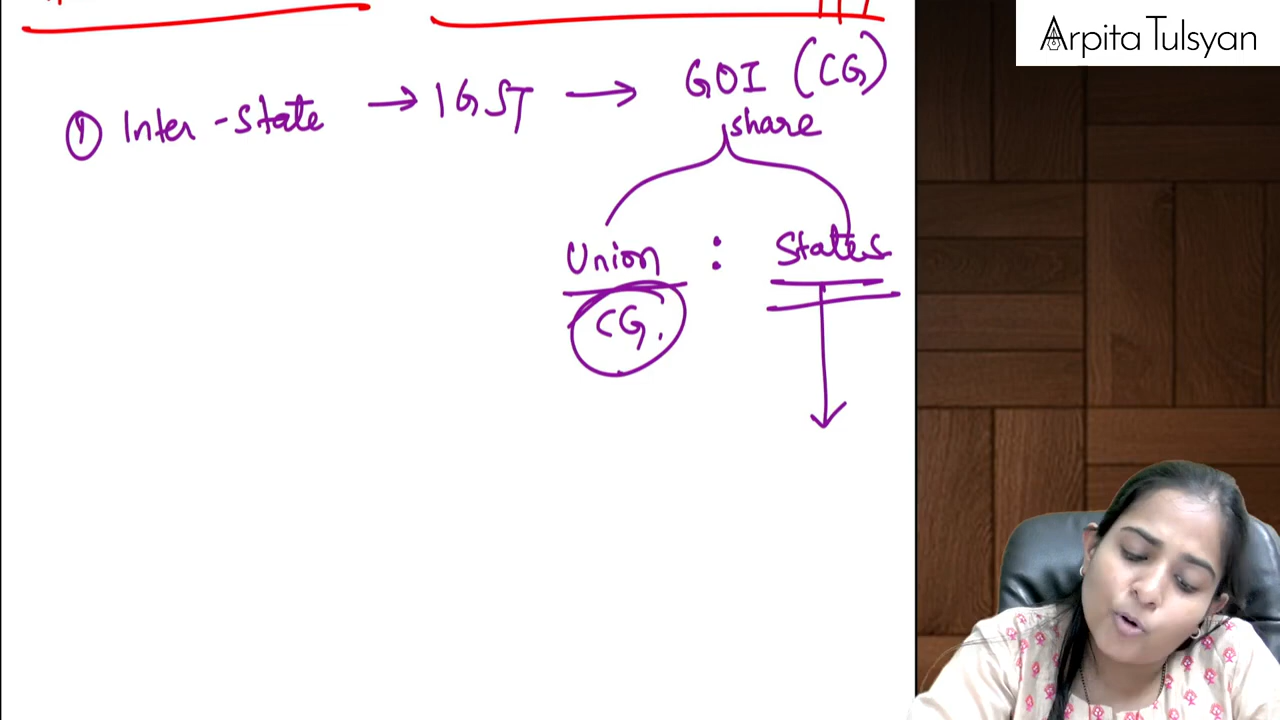 Arpita Tulsyan
① Inter-State → IGST → GOI (CG)
share
Union : States
CG.